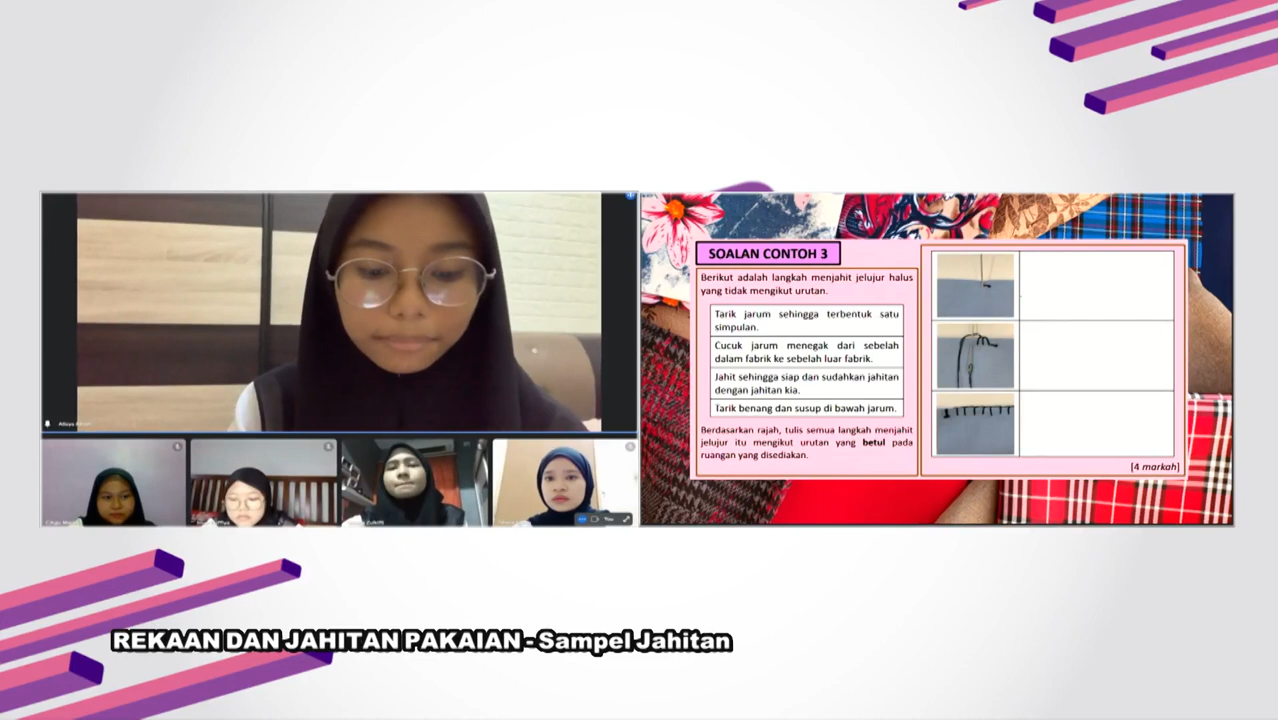 SOALAN CONTOH 3
Berikut adalah langkah menjahit jelujur halus
yang tidak mengikut urutan.
Tarik jarum sehingga terbentuk satu
simpulan.
Cucuk jarum menegak dari sebelah
dalam fabrik ke sebelah luar fabrik.
Jahit sehingga siap dan sudahkan jahitan
dengan jahitan kia.
Tarik benang dan susup di bawah jarum.
Berdasarkan rajah, tulis semua langkah menjahit
jelujur itu mengikut urutan yang betul pada
ruangan yang disediakan.
[4 markah]
REKAAN DAN JAHITAN PAKAIAN - Sampel Jahitan